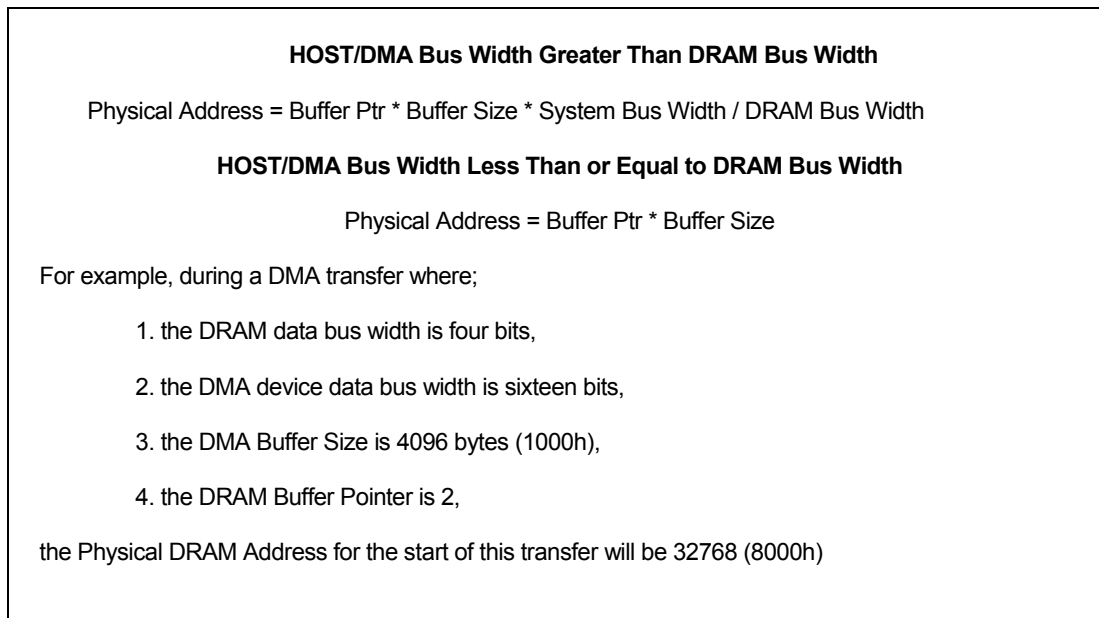 HOST/DMA Bus Width Greater Than DRAM Bus Width
Physical Address = Buffer Ptr * Buffer Size * System Bus Width / DRAM Bus Width
HOST/DMA Bus Width Less Than or Equal to DRAM Bus Width
Physical Address = Buffer Ptr * Buffer Size
For example, during a DMA transfer where;
1. the DRAM data bus width is four bits,
2. the DMA device data bus width is sixteen bits,
3. the DMA Buffer Size is 4096 bytes (1000h),
4. the DRAM Buffer Pointer is 2,
the Physical DRAM Address for the start of this transfer will be 32768 (8000h)